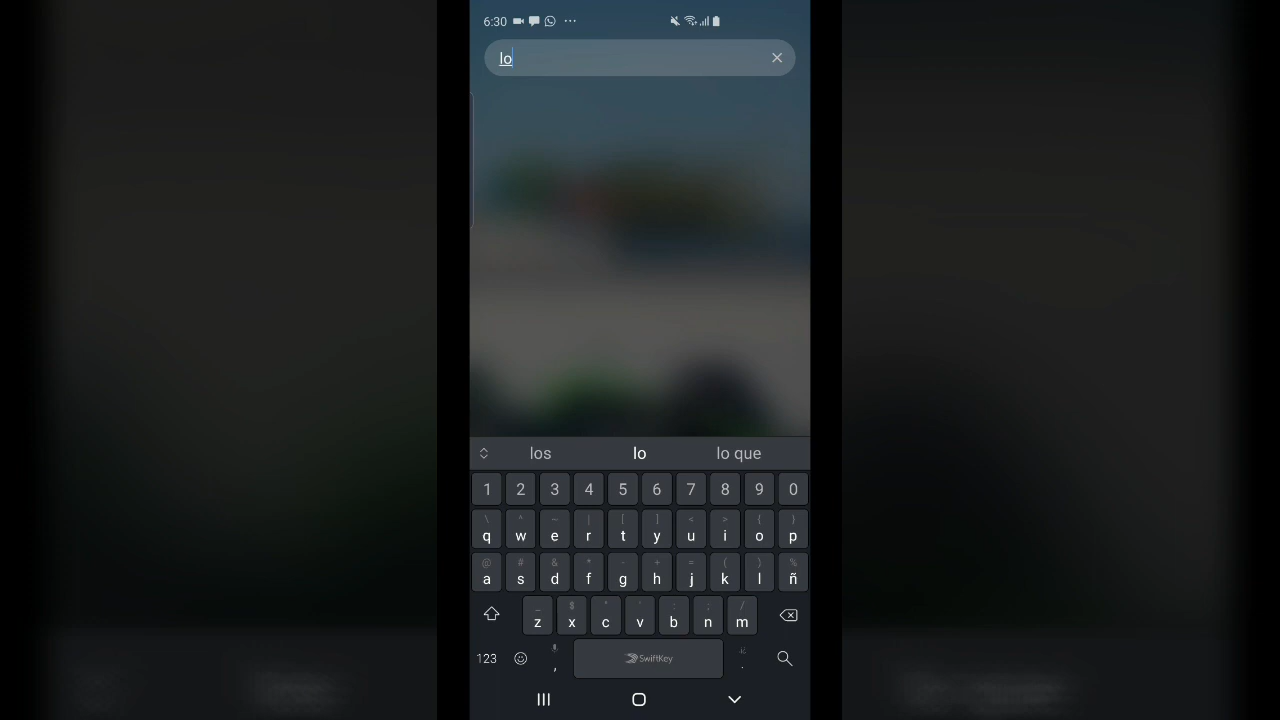 6:30
lo
los lo lo que
1 2 3 4 5 6 7 8 9 0
\ ^ ~ | [ ] < > { }
q w e r t y u i o p
@ # & * - + = ( ) %
a s d f g h j k l ñ
_ $ " ' : ; /
z x c v b n m
123 , SwiftKey .